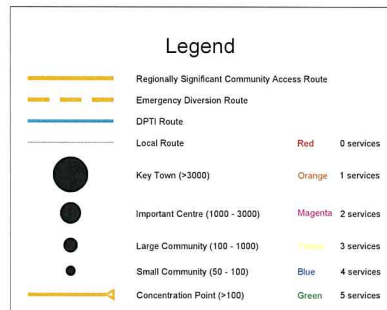 Legend
Regionally Significant Community Access Route
Emergency Diversion Route
DPTI Route
Local Route Red 0 services
Key Town (>3000) Orange 1 services
Important Centre (1000 - 3000) Magenta 2 services
Large Community (100 - 1000) 3 services
Small Community (50 - 100) Blue 4 services
Concentration Point (>100) Green 5 services